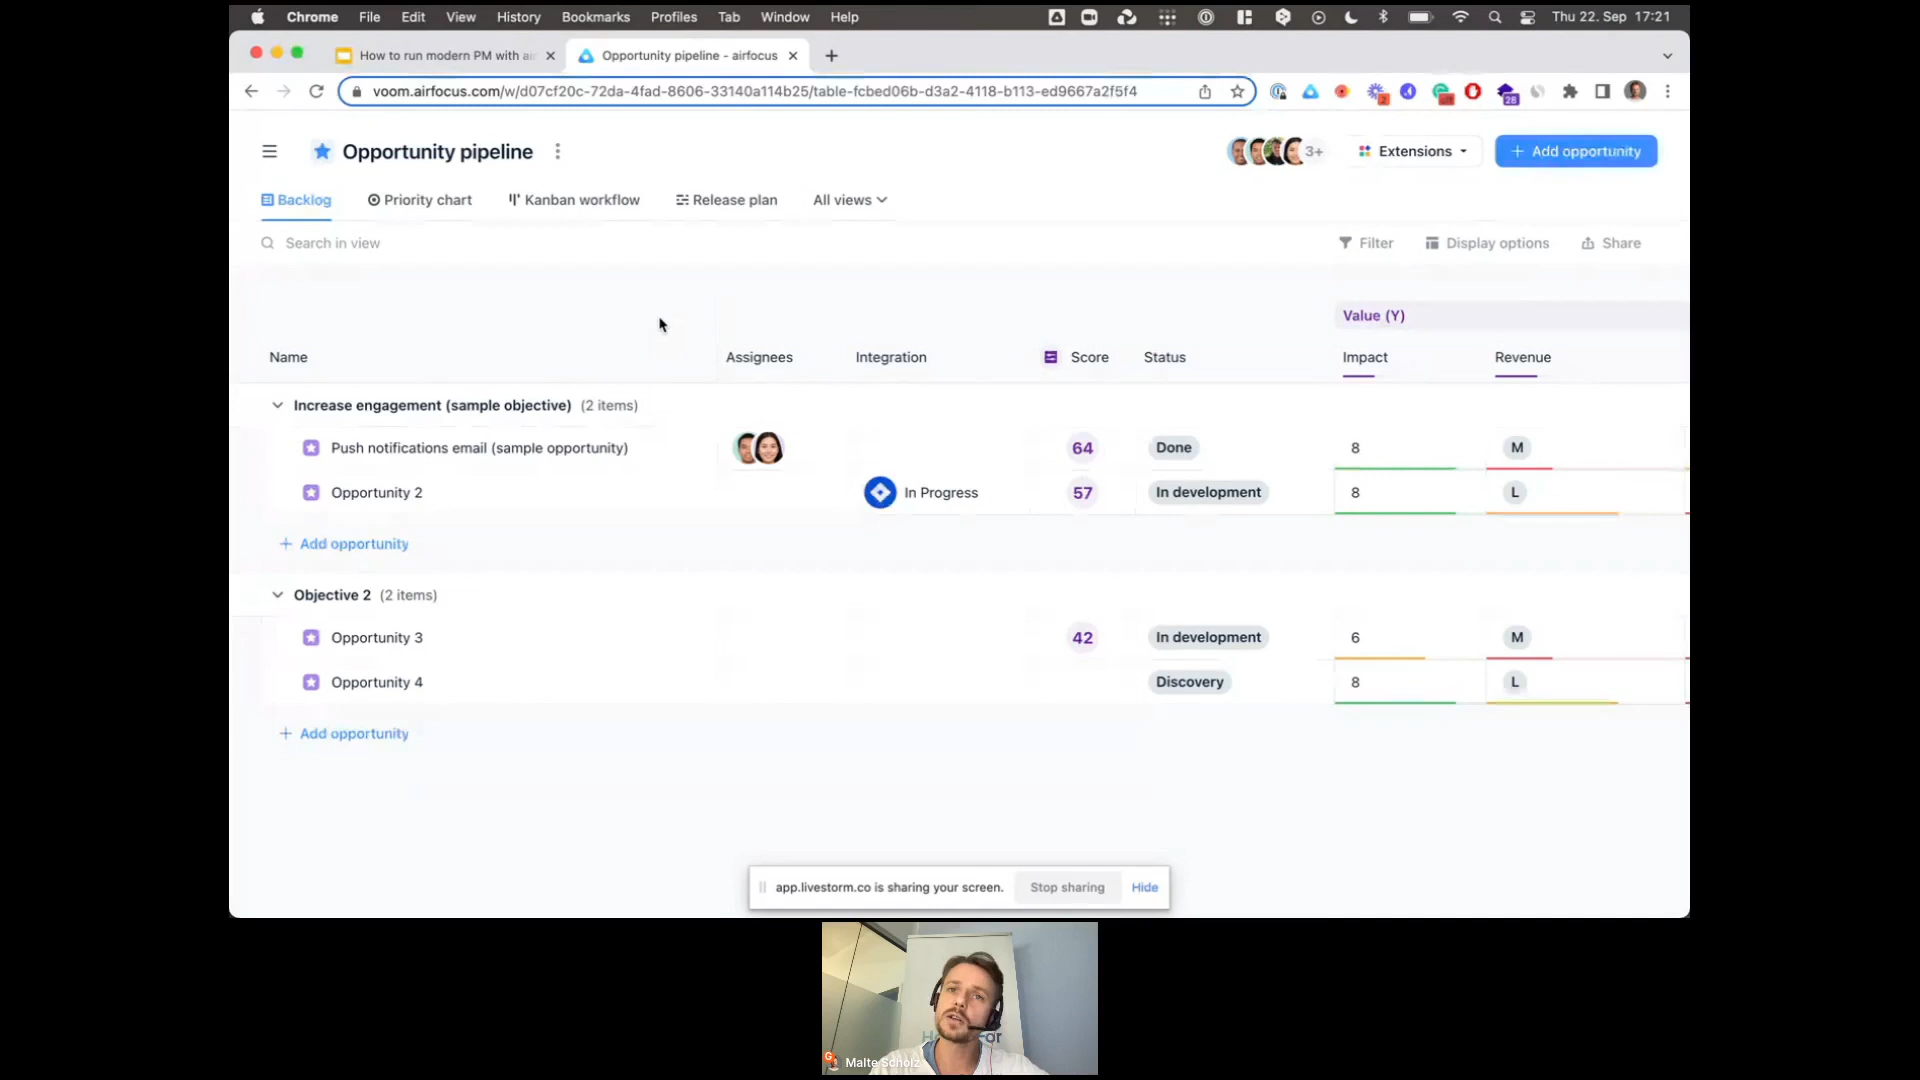 Chrome File Edit View History Bookmarks Profiles Tab Window Help Thu 22. Sep 17:21
How to run modern PM with ai Opportunity pipeline - airfocus
voom.airfocus.com/w/d07cf20c-72da-4fad-8606-33140a114b25/table-fcbed06b-d3a2-4118-b113-ed9667a2f5f4 2 28
Opportunity pipeline 3+ Extensions + Add opportunity
Backlog Priority chart Kanban workflow Release plan All views
Search in view Filter Display options Share
Value (Y)
Name Assignees Integration Score Status Impact Revenue
Increase engagement (sample objective) (2 items)
Push notifications email (sample opportunity) 64 Done 8 M
Opportunity 2 In Progress 57 In development 8 L
+ Add opportunity
Objective 2 (2 items)
Opportunity 3 42 In development 6 M
Opportunity 4 Discovery 8 L
+ Add opportunity
app.livestorm.co is sharing your screen. Stop sharing Hide
Malte Scholz